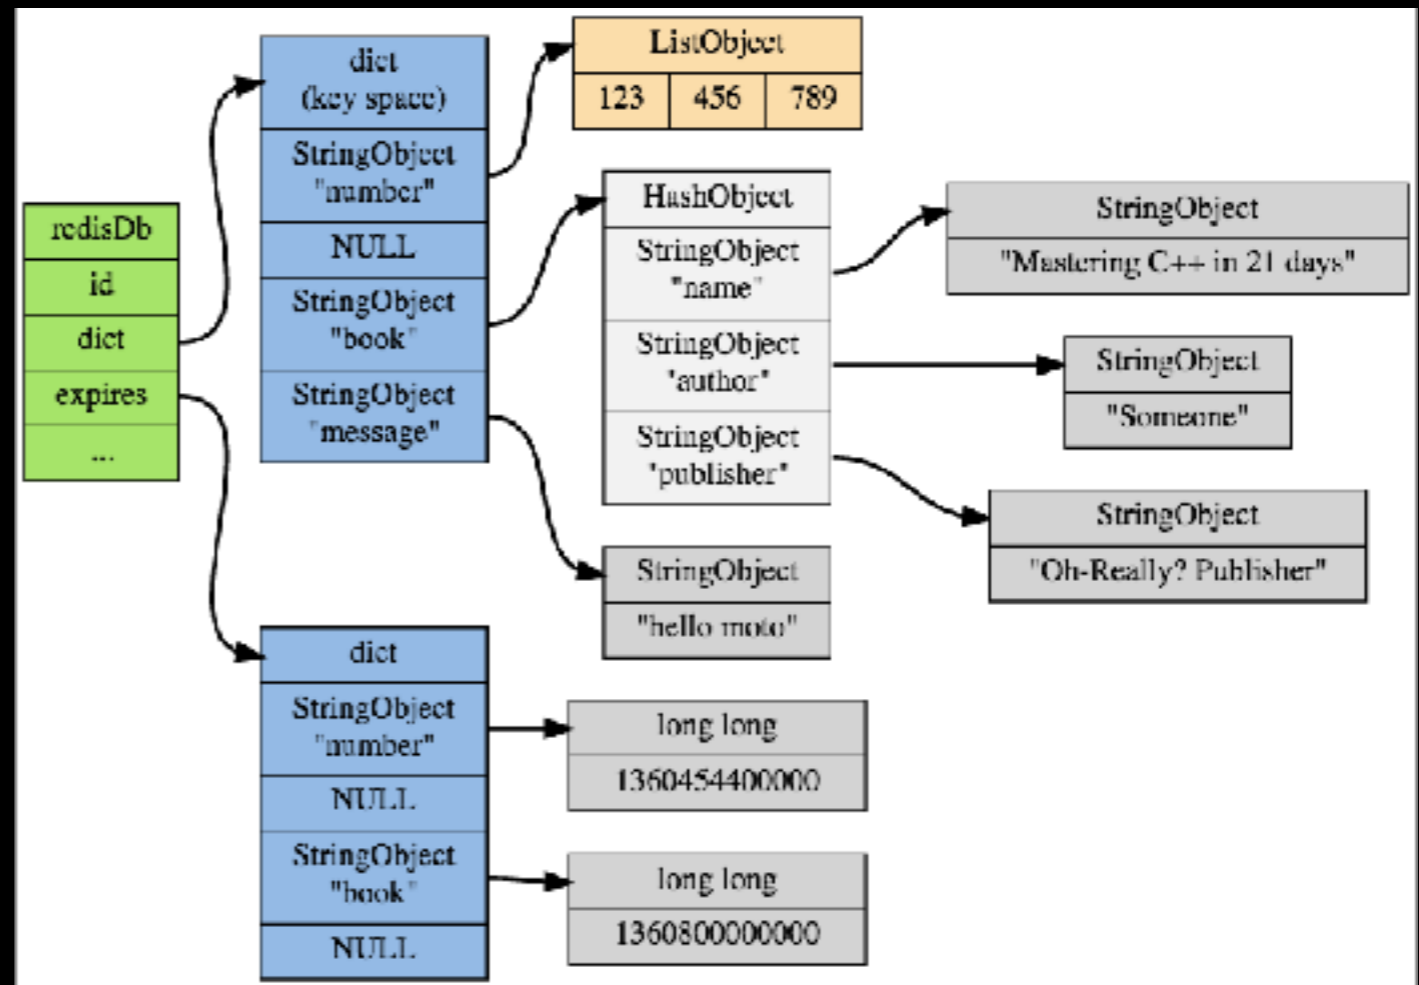 redisDb
id
dict
expires
...
dict
(key space)
StringObject
"number"
NULL
StringObject
"book"
StringObject
"message"
ListObject
123 456 789
HashObject
StringObject
"name"
StringObject
"author"
StringObject
"publisher"
StringObject
"Mastering C++ in 21 days"
StringObject
"Someone"
StringObject
"Oh-Really? Publisher"
StringObject
"hello moto"
dict
StringObject
"number"
NULL
StringObject
"book"
NULL
long long
1360454400000
long long
1360800000000